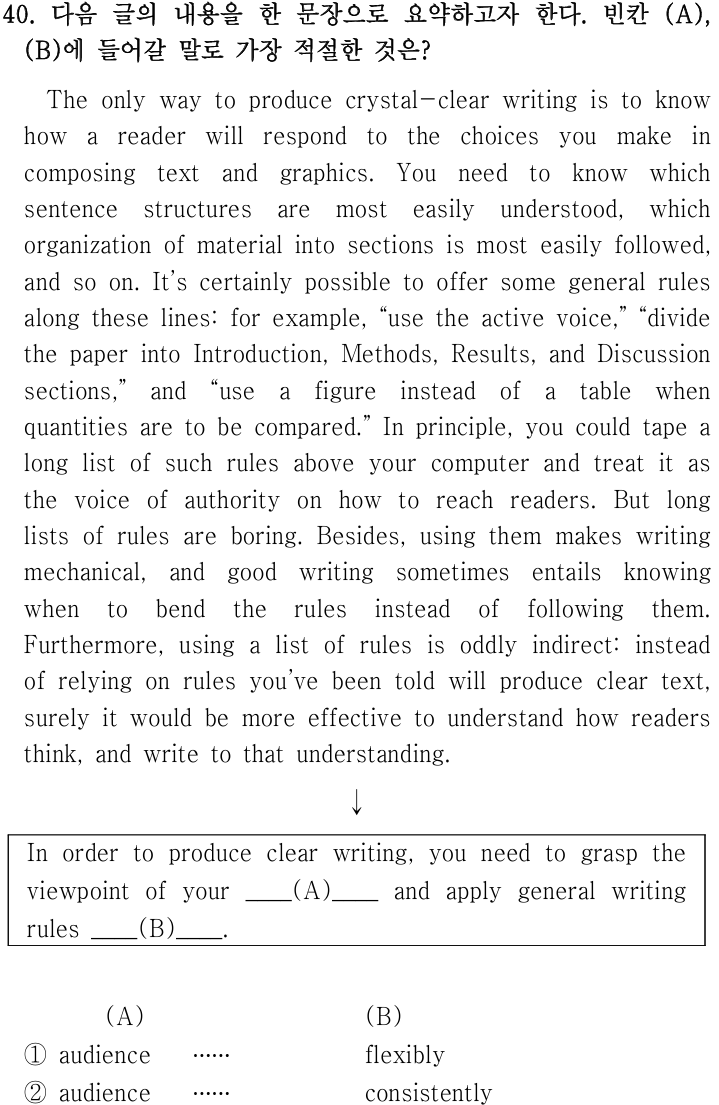 40. 다음 글의 내용을 한 문장으로 요약하고자 한다. 빈칸 (A),
(B)에 들어갈 말로 가장 적절한 것은?
The only way to produce crystal-clear writing is to know
how a reader will respond to the choices you make in
composing text and graphics. You need to know which
sentence structures are most easily understood, which
organization of material into sections is most easily followed,
and so on. It's certainly possible to offer some general rules
along these lines: for example, “use the active voice,” “divide
the paper into Introduction, Methods, Results, and Discussion
sections,” and “use a figure instead of a table when
quantities are to be compared.” In principle, you could tape a
long list of such rules above your computer and treat it as
the voice of authority on how to reach readers. But long
lists of rules are boring. Besides, using them makes writing
mechanical, and good writing sometimes entails knowing
when to bend the rules instead of following them.
Furthermore, using a list of rules is oddly indirect: instead
of relying on rules you've been told will produce clear text,
surely it would be more effective to understand how readers
think, and write to that understanding.
↓
In order to produce clear writing, you need to grasp the
viewpoint of your ____(A)____ and apply general writing
rules ____(B)____.
(A) (B)
① audience …… flexibly
② audience …… consistently